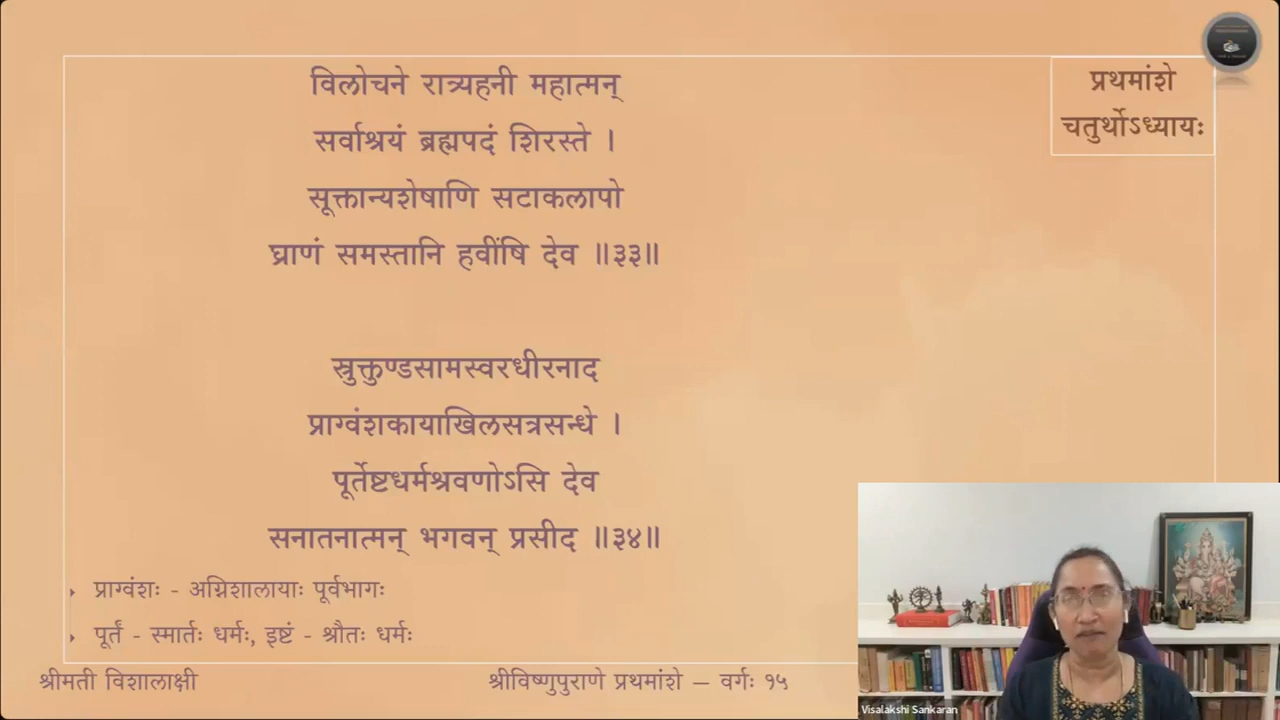 विलोचने रात्र्यहनी महात्मन्
सर्वाश्रयं ब्रह्मपदं शिरस्ते ।
सूक्तान्यशेषाणि सटाकलापो
घ्राणं समस्तानि हवींषि देव ॥३३॥
प्रथमांशे
चतुर्थोऽध्यायः
स्रुक्तुण्डसामस्वरधीरनाद
प्राग्वंशकायाखिलसत्रसन्धे ।
पूर्तेष्टधर्मश्रवणोऽसि देव
सनातनात्मन् भगवन् प्रसीद ॥३४॥
प्राग्वंशः - अग्निशालायाः पूर्वभागः
पूर्तं - स्मार्तः धर्मः, इष्टं - श्रौतः धर्मः
श्रीमती विशालाक्षी
श्रीविष्णुपुराणे प्रथमांशे – वर्गः १५
Visalakshi Sankaran